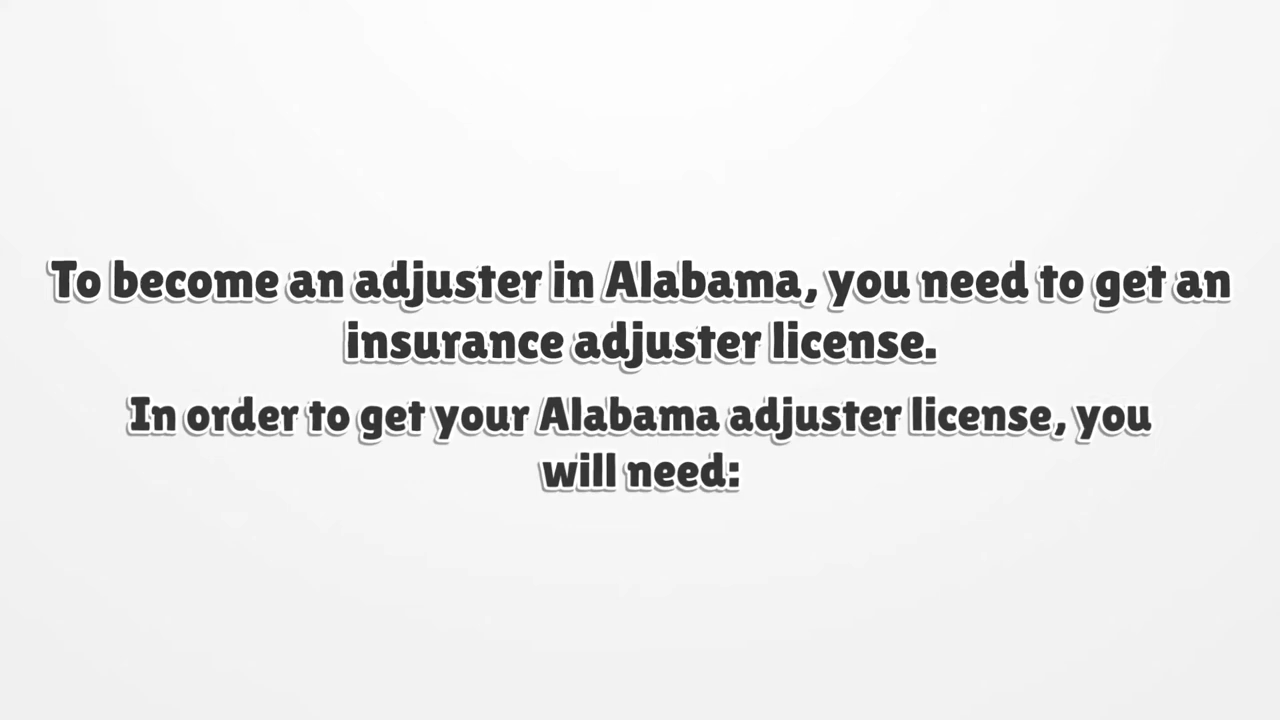 To become an adjuster in Alabama, you need to get an
insurance adjuster license.
In order to get your Alabama adjuster license, you
will need: